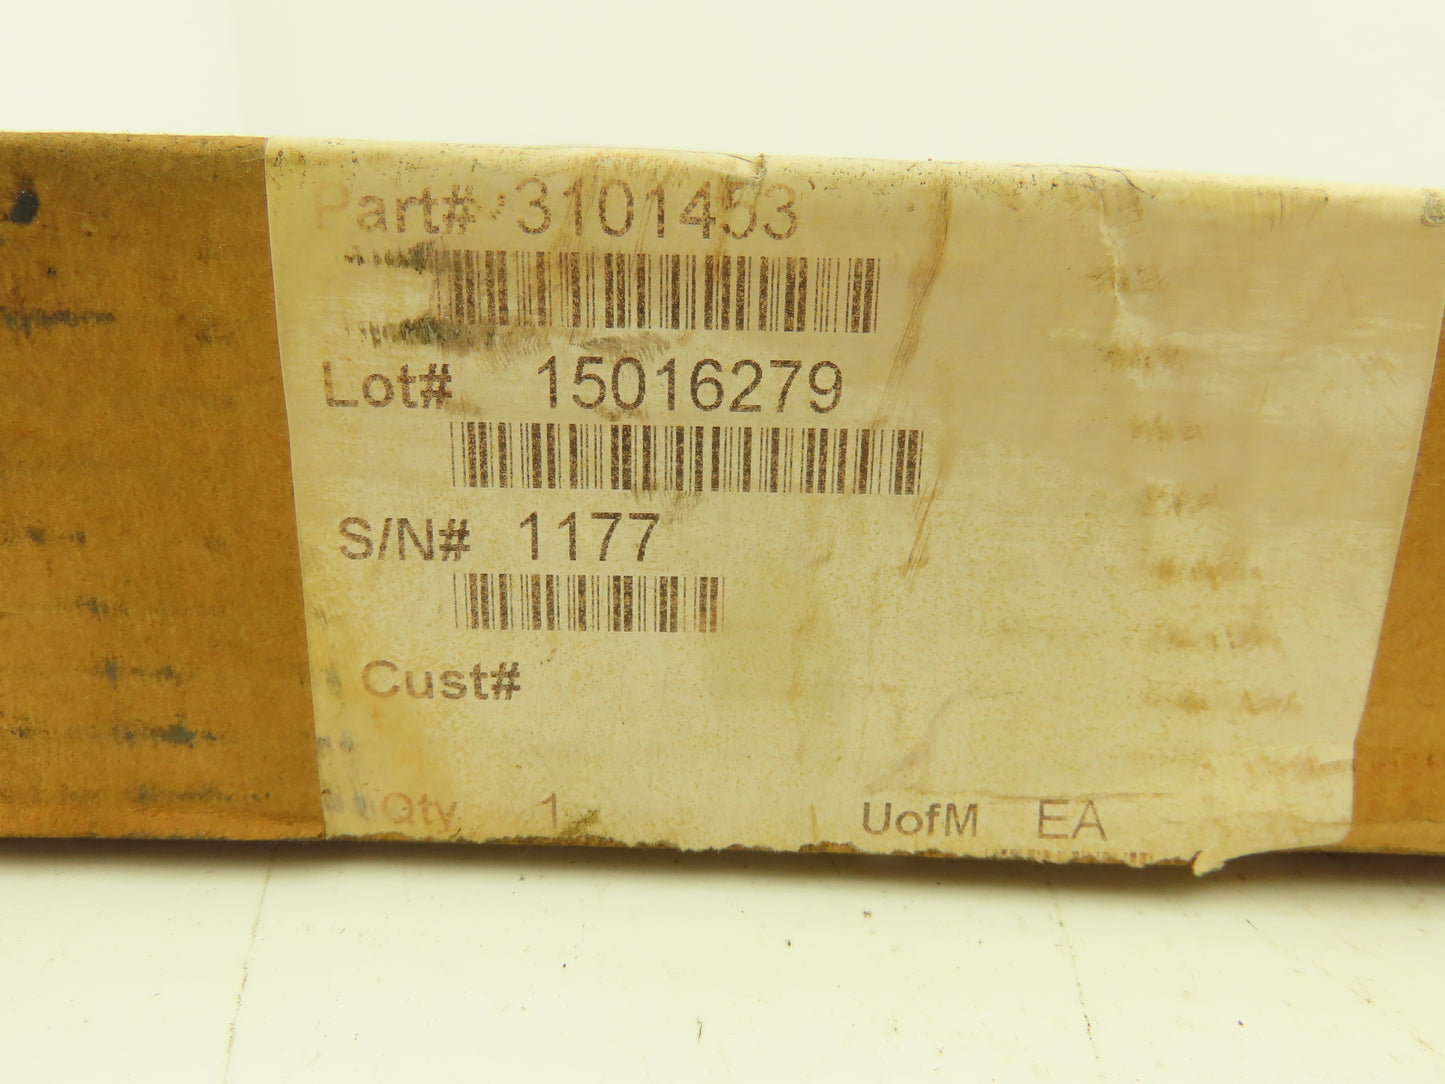 Part# 3101453
Lot# 15016279
S/N# 1177
Cust#
Qty 1 UofM EA